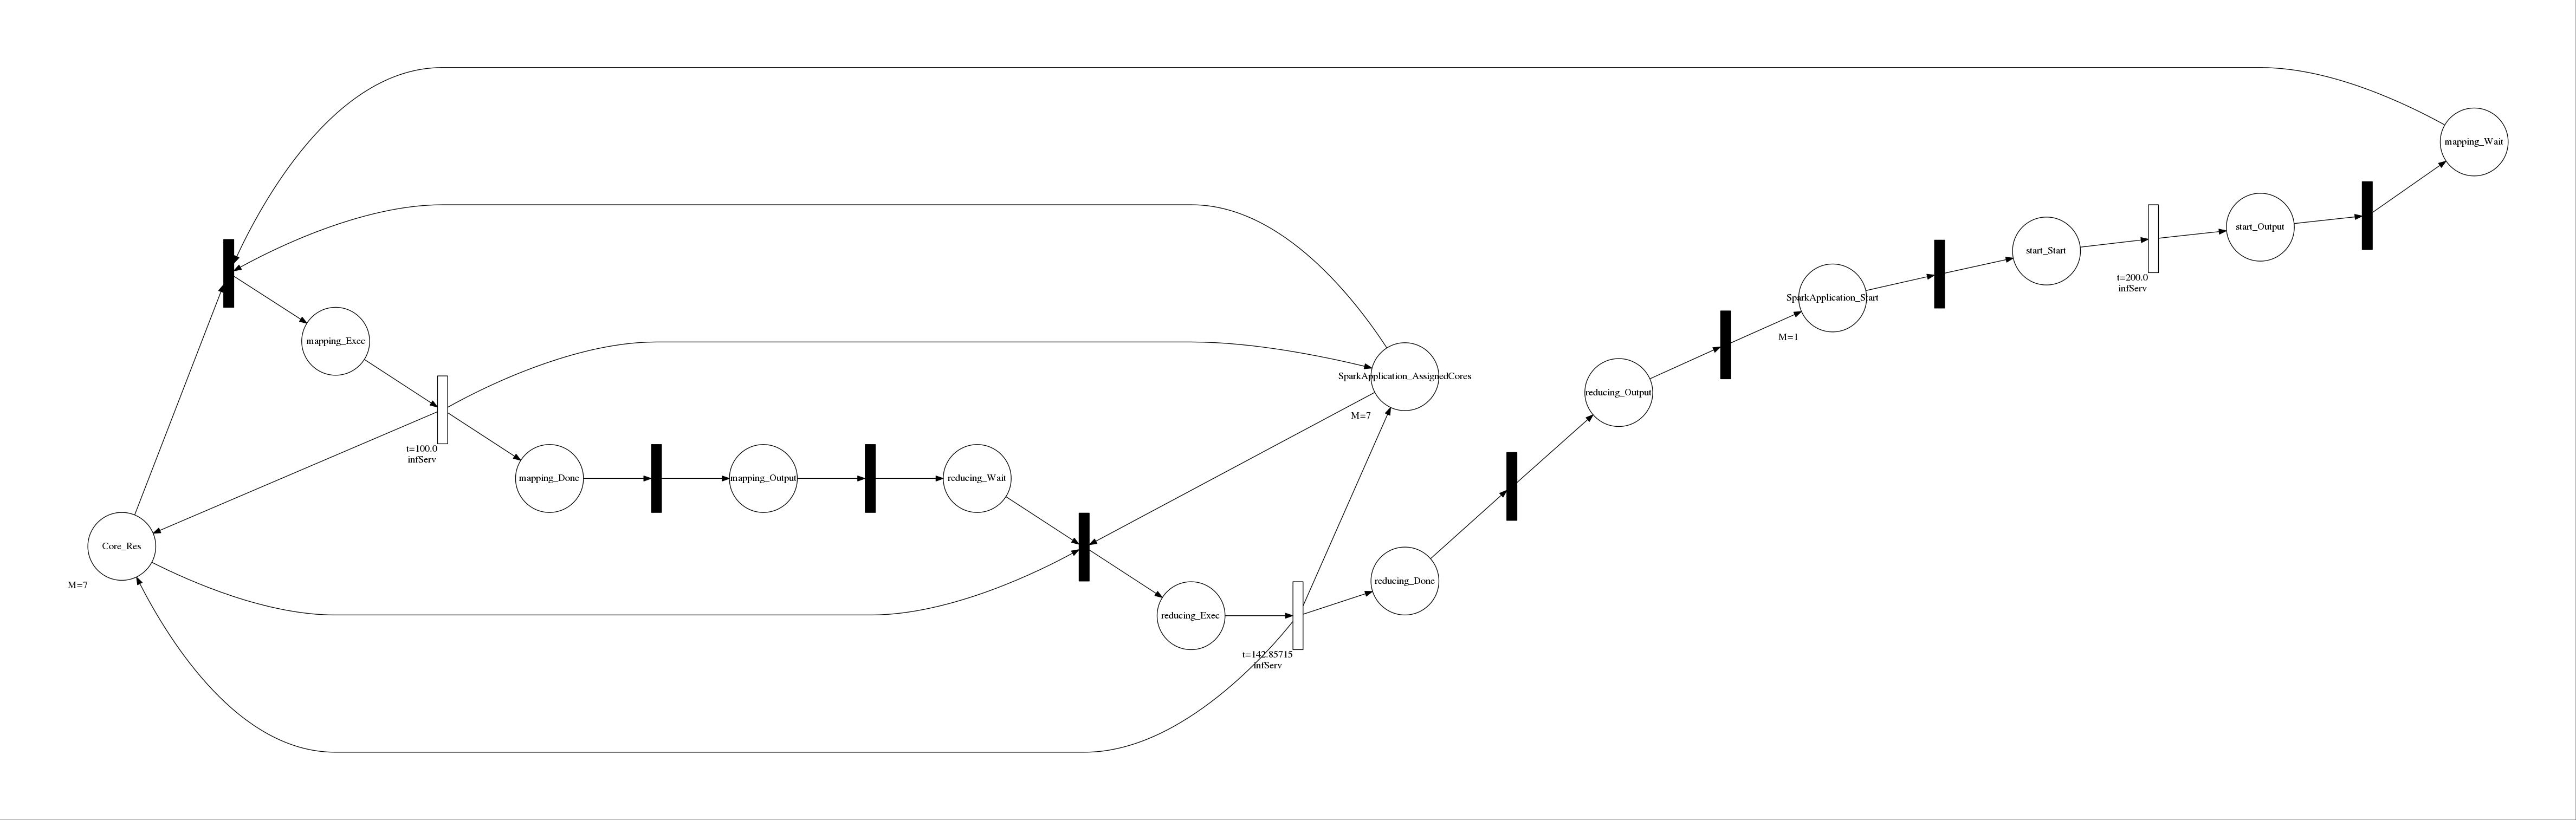 mapping_Wait
start_Output
start_Start
t=200.0
infServ
SparkApplication_Start
M=1
mapping_Exec
SparkApplication_AssignedCores
M=7
reducing_Output
t=100.0
infServ
mapping_Done
mapping_Output
reducing_Wait
Core_Res
M=7
reducing_Done
reducing_Exec
t=142.85715
infServ